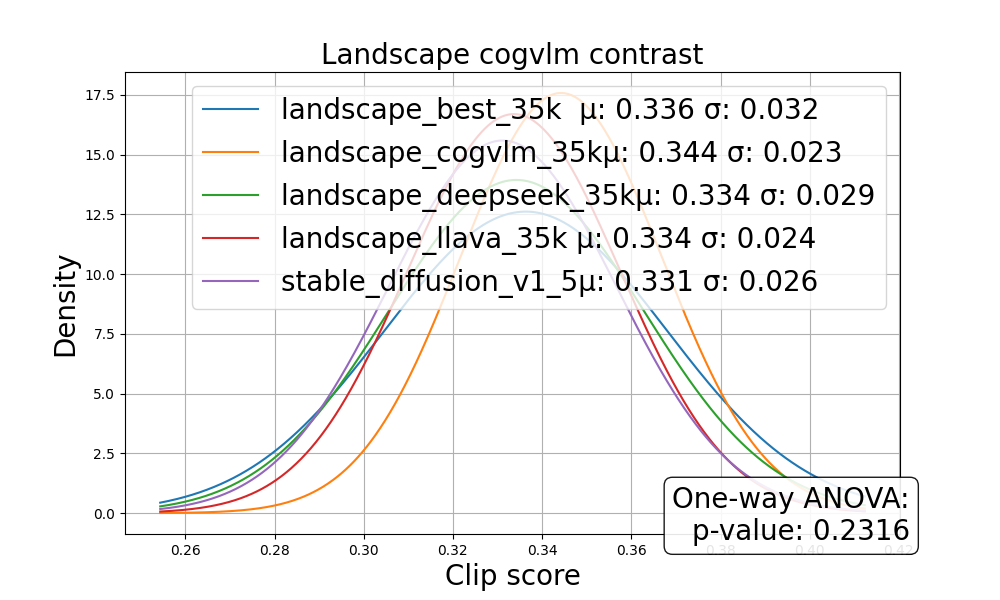 Landscape cogvlm contrast
landscape_best_35k  μ: 0.336 σ: 0.032
landscape_cogvlm_35kμ: 0.344 σ: 0.023
landscape_deepseek_35kμ: 0.334 σ: 0.029
landscape_llava_35k μ: 0.334 σ: 0.024
stable_diffusion_v1_5μ: 0.331 σ: 0.026
Density
17.5
15.0
12.5
10.0
7.5
5.0
2.5
0.0
One-way ANOVA:
p-value: 0.2316
0.26 0.28 0.30 0.32 0.34 0.36 0.38 0.40 0.42
Clip score